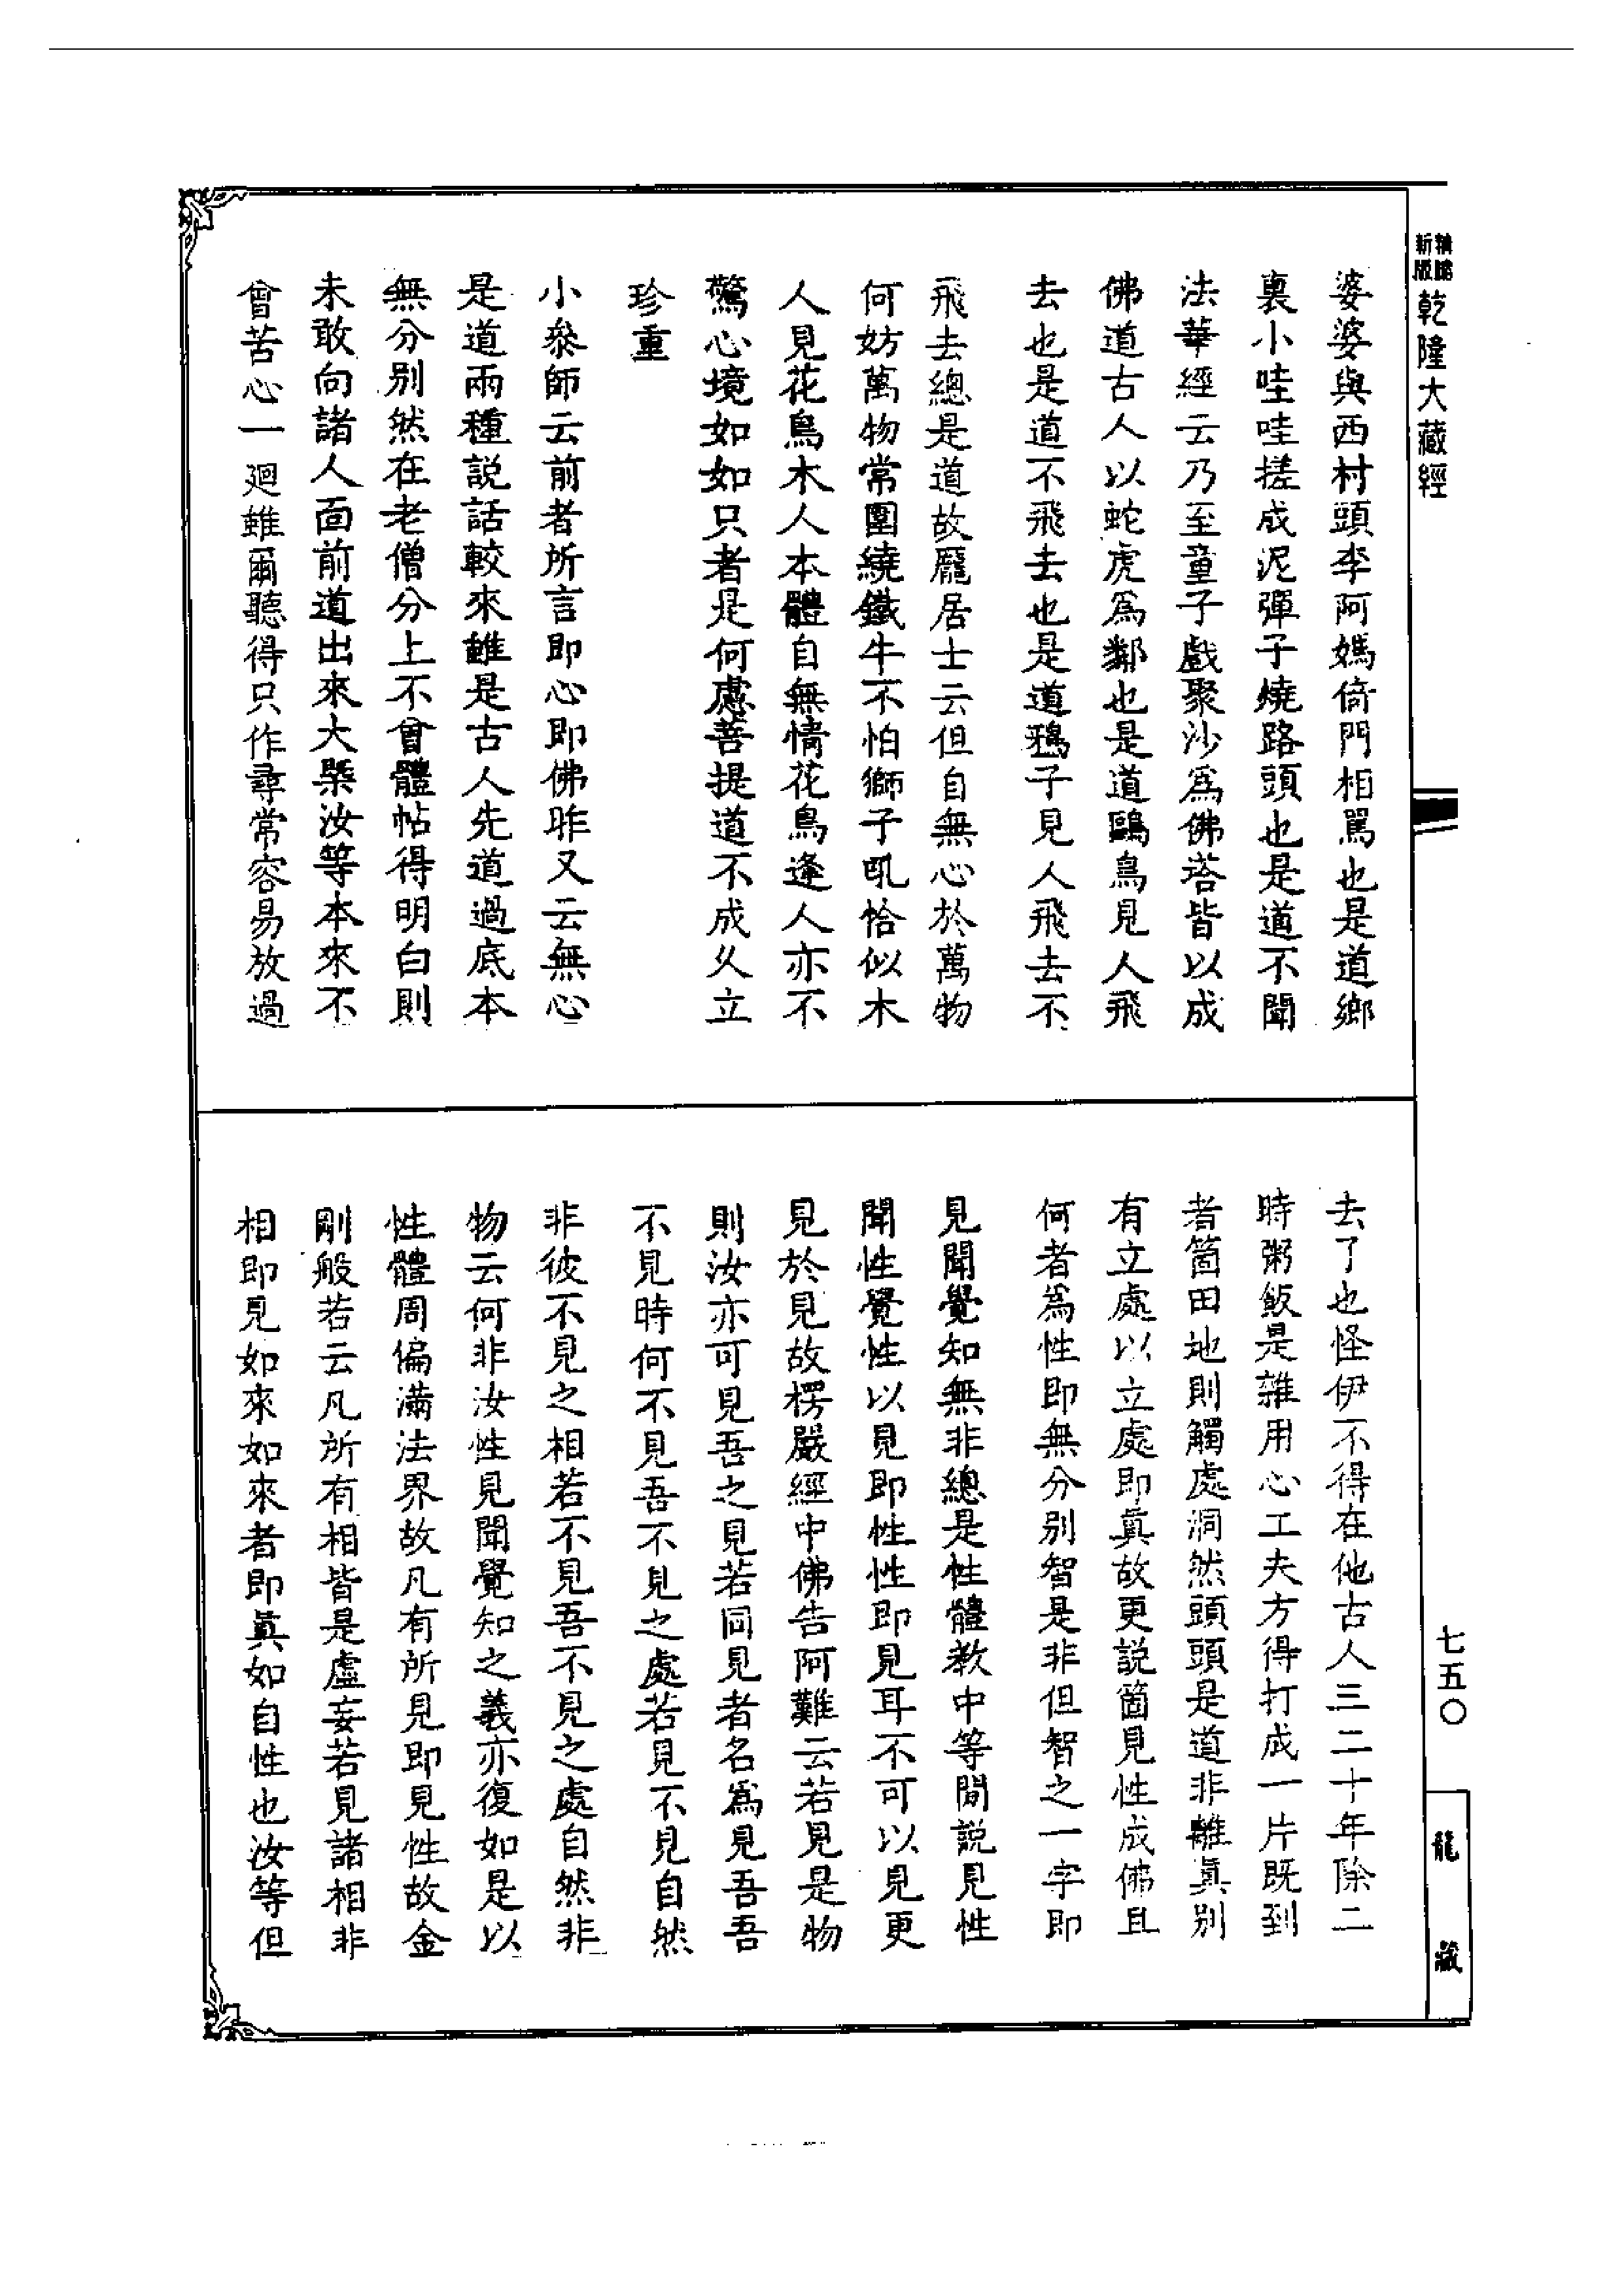 新版精縮乾隆大藏經
七五〇
龍藏
婆婆與西村頭李阿媽倚門相罵也是道鄉
裏小哇哇搓成泥彈子燒路頭也是道不聞
法華經云乃至童子戲聚沙爲佛塔皆以成
佛道古人以蛇虎爲鄰也是道鷗鳥見人飛
去也是道不飛去也是道鴉子見人飛去不
飛去總是道故龐居士云但自無心於萬物
何妨萬物常圍繞鐵牛不怕獅子吼恰似木
人見花鳥木人本體自無情花鳥逢人亦不
驚心境如如只者是何慮菩提道不成久立
珍重
小參師云前者所言即心即佛昨又云無心
是道兩種説話較來雖是古人先道過底本
無分別然在老僧分上不曾體帖得明白則
未敢向諸人面前道出來大槩汝等本來不
曾苦心一廻雖爾聽得只作尋常容易放過
去了也怪伊不得在他古人三二十年除二
時粥飯是雜用心工夫方得打成一片既到
者箇田地則觸處洞然頭頭是道非離眞別
有立處以立處即眞故更説箇見性成佛且
何者爲性即無分別智是非但智之一字即
見聞覺知無非總是性體教中等閒説見性
聞性覺性以見即性性即見耳不可以見更
見於見故楞嚴經中佛告阿難云若見是物
則汝亦可見吾之見若同見者名爲見吾吾
不見時何不見吾不見之處若見不見自然
非彼不見之相若不見吾不見之處自然非
物云何非汝性見聞覺知之義亦復如是以
性體周徧滿法界故凡有所見即見性故金
剛般若云凡所有相皆是虛妄若見諸相非
相即見如來如來者即眞如自性也汝等但